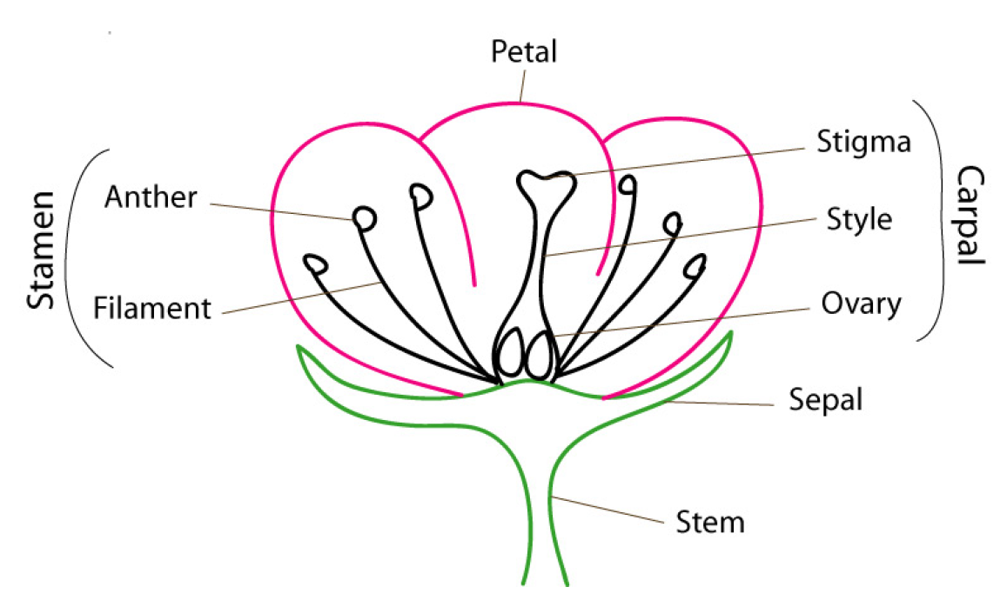 Petal
Stigma
Carpal
Stamen
Anther
Style
Filament
Ovary
Sepal
Stem